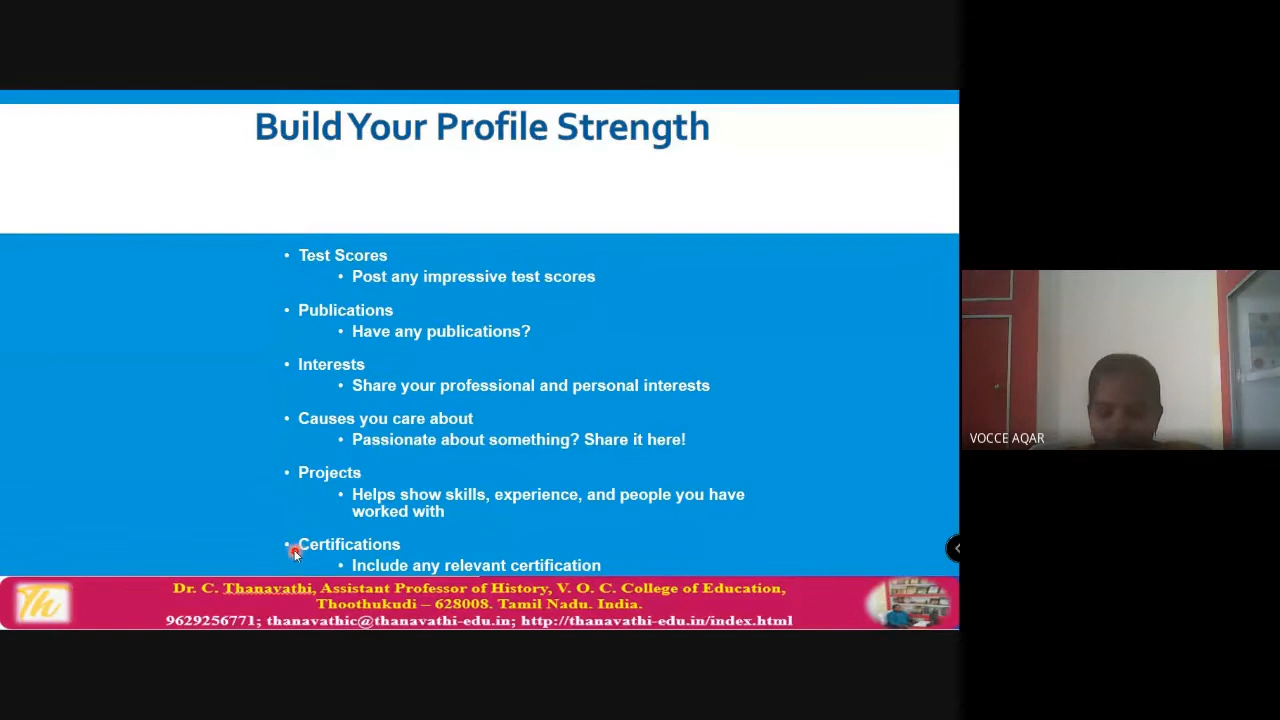 Build Your Profile Strength
• Test Scores
• Post any impressive test scores
• Publications
• Have any publications?
• Interests
• Share your professional and personal interests
• Causes you care about
• Passionate about something? Share it here!
• Projects
• Helps show skills, experience, and people you have
worked with
• Certifications
• Include any relevant certification
Dr. C. Thanavathi, Assistant Professor of History, V. O. C. College of Education,
Thoothukudi – 628008. Tamil Nadu. India.
9629256771; thanavathic@thanavathi-edu.in; http://thanavathi-edu.in/index.html
Th
VOCCE AQAR